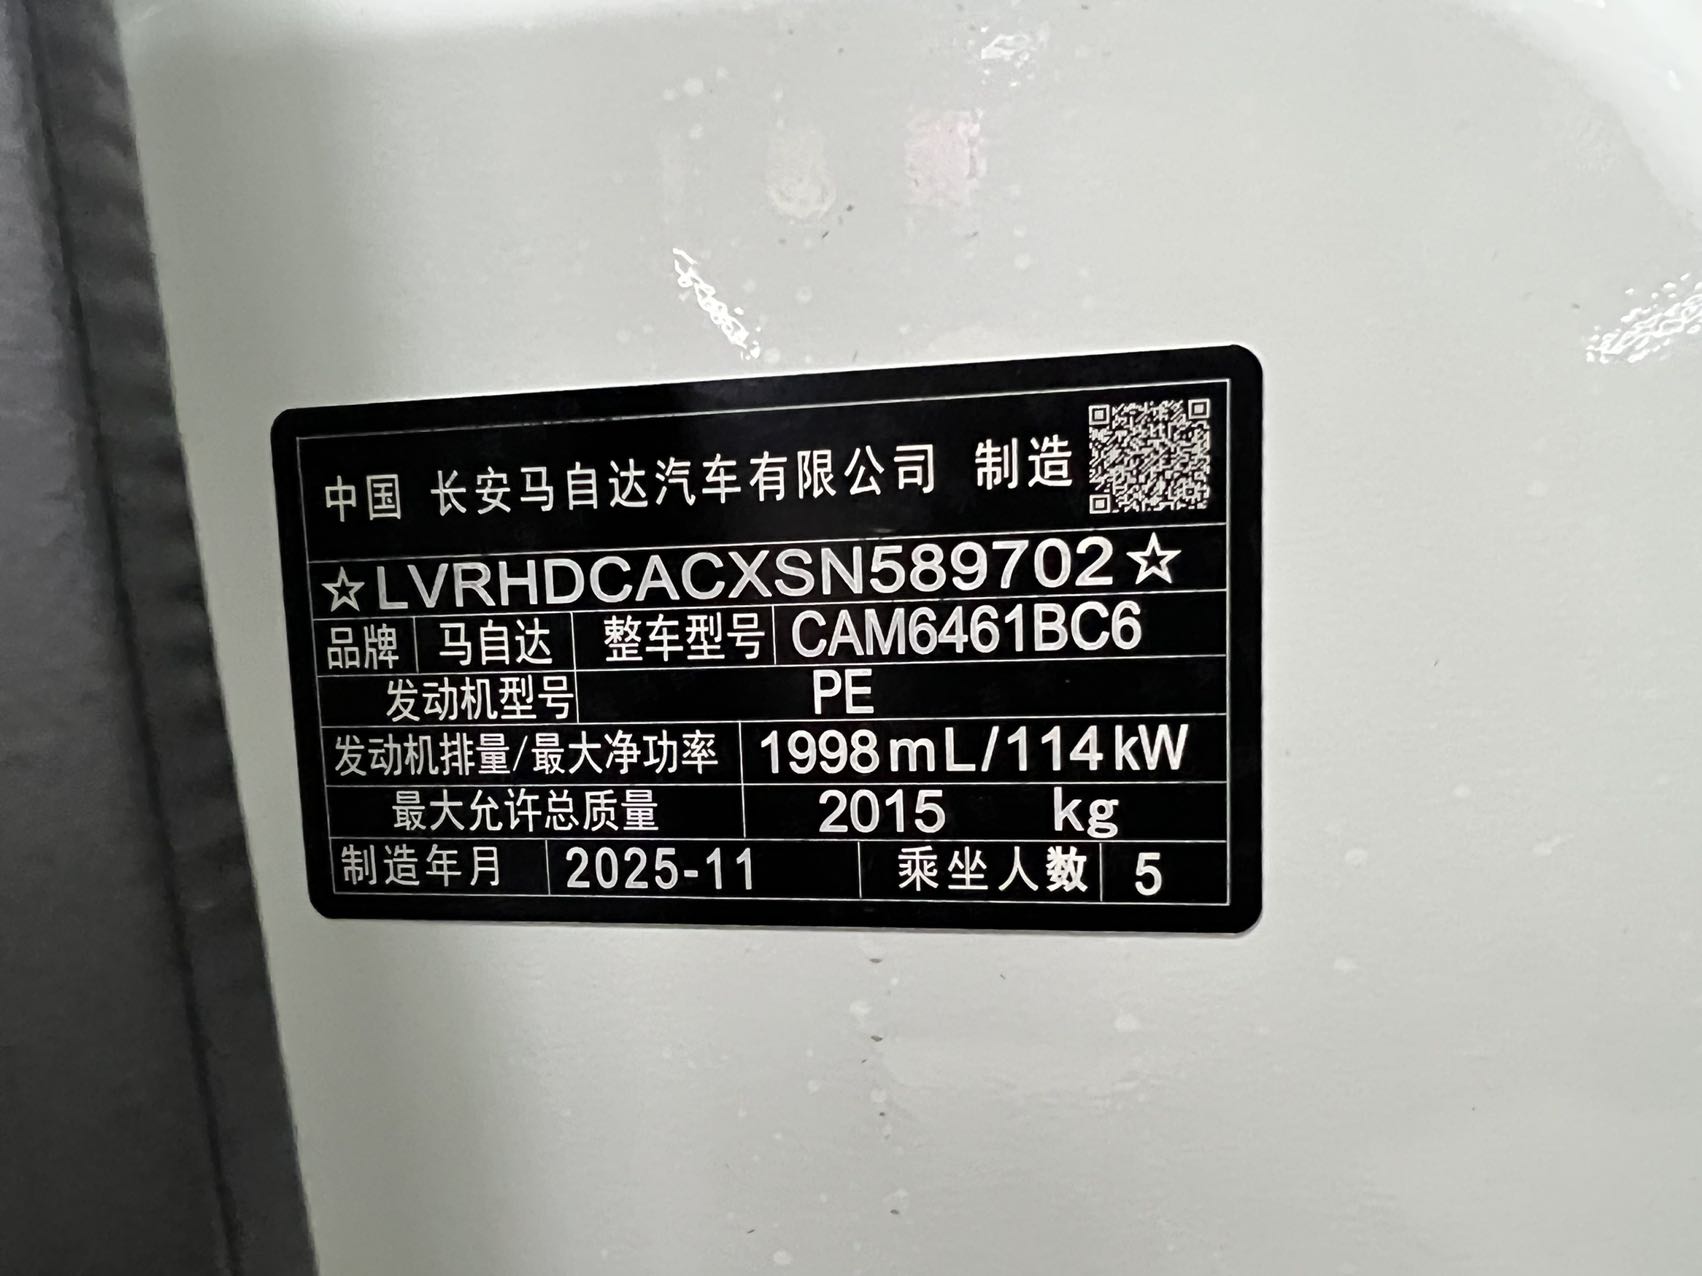 中国 长安马自达汽车有限公司 制造
☆LVRHDCACXSN589702☆
品牌 马自达 整车型号 CAM6461BC6
发动机型号 PE
发动机排量/最大净功率 1998mL/114kW
最大允许总质量 2015 kg
制造年月 2025-11 乘坐人数 5